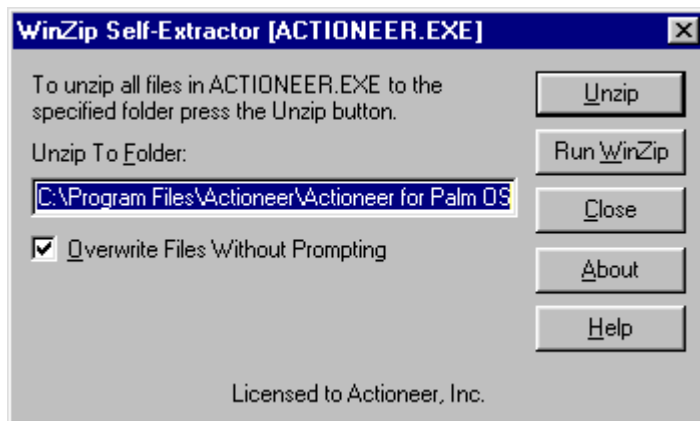 WinZip Self-Extractor [ACTIONEER.EXE]
To unzip all files in ACTIONEER.EXE to the
specified folder press the Unzip button.
Unzip To Folder:
C:\Program Files\Actioneer\Actioneer for Palm OS
Overwrite Files Without Prompting
Unzip
Run WinZip
Close
About
Help
Licensed to Actioneer, Inc.